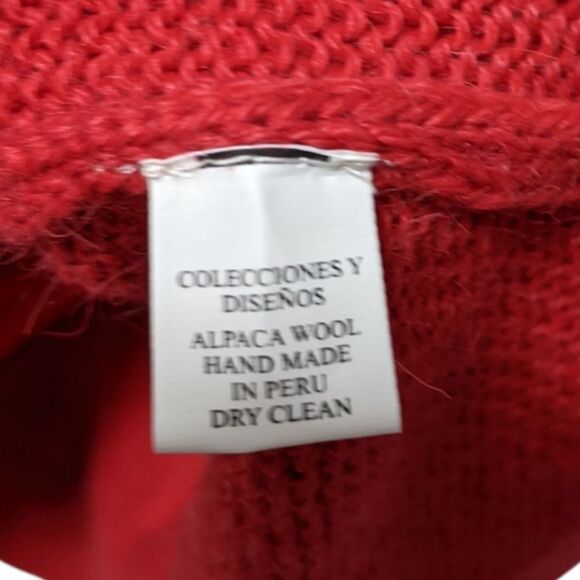 COLECCIONES Y
DISEÑOS
ALPACA WOOL
HAND MADE
IN PERU
DRY CLEAN